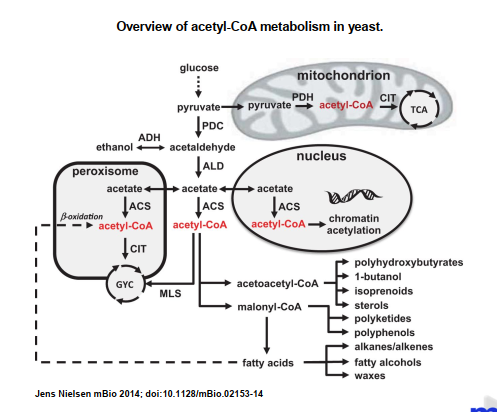 Overview of acetyl-CoA metabolism in yeast.
glucose
mitochondrion
pyruvate
pyruvate
PDH
acetyl-CoA
CIT
TCA
PDC
ADH
ethanol
acetaldehyde
ALD
nucleus
peroxisome
acetate
acetate
acetate
β-oxidation
ACS
ACS
ACS
acetyl-CoA
acetyl-CoA
acetyl-CoA
chromatin
acetylation
CIT
GYC
MLS
acetoacetyl-CoA
polyhydroxybutyrates
1-butanol
isoprenoids
sterols
malonyl-CoA
polyketides
polyphenols
fatty acids
alkanes/alkenes
fatty alcohols
waxes
Jens Nielsen mBio 2014; doi:10.1128/mBio.02153-14